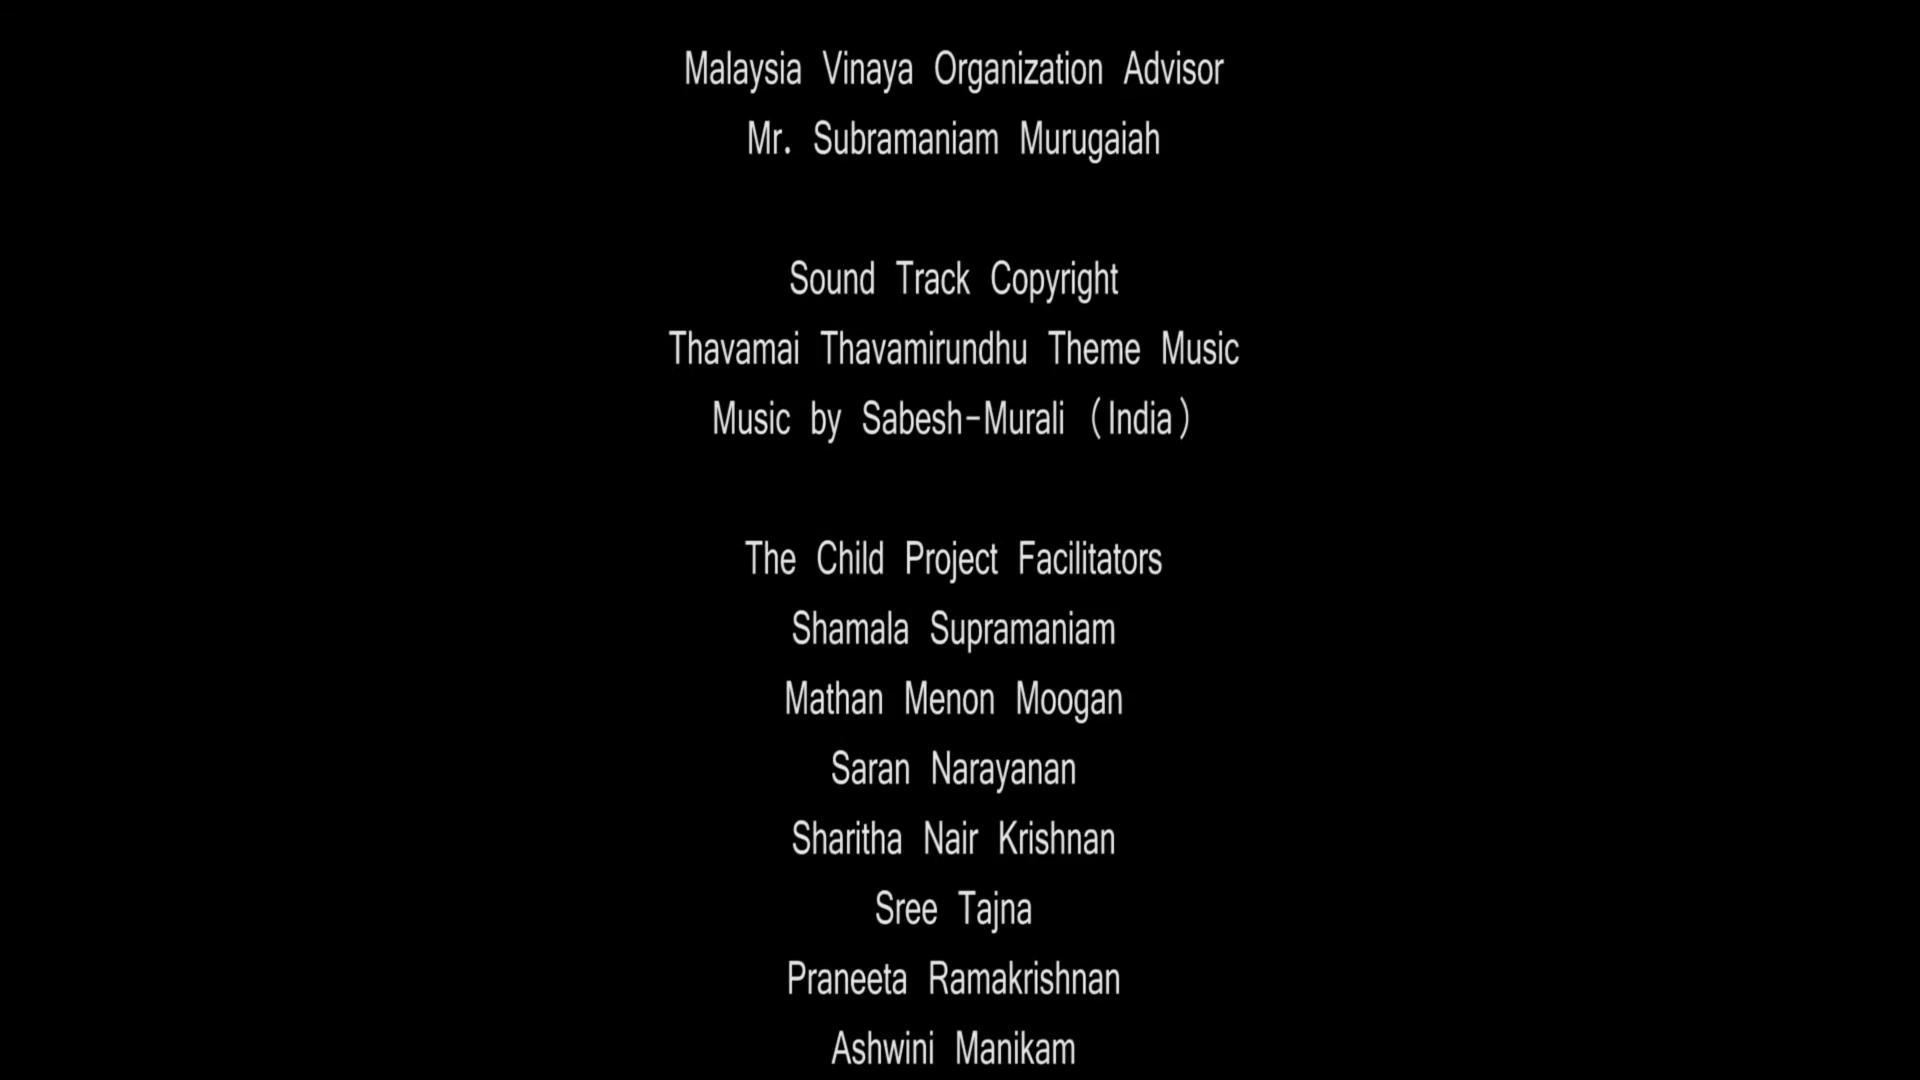 Malaysia Vinaya Organization Advisor
Mr. Subramaniam Murugaiah
Sound Track Copyright
Thavamai Thavamirundhu Theme Music
Music by Sabesh-Murali (India)
The Child Project Facilitators
Shamala Supramaniam
Mathan Menon Moogan
Saran Narayanan
Sharitha Nair Krishnan
Sree Tajna
Praneeta Ramakrishnan
Ashwini Manikam